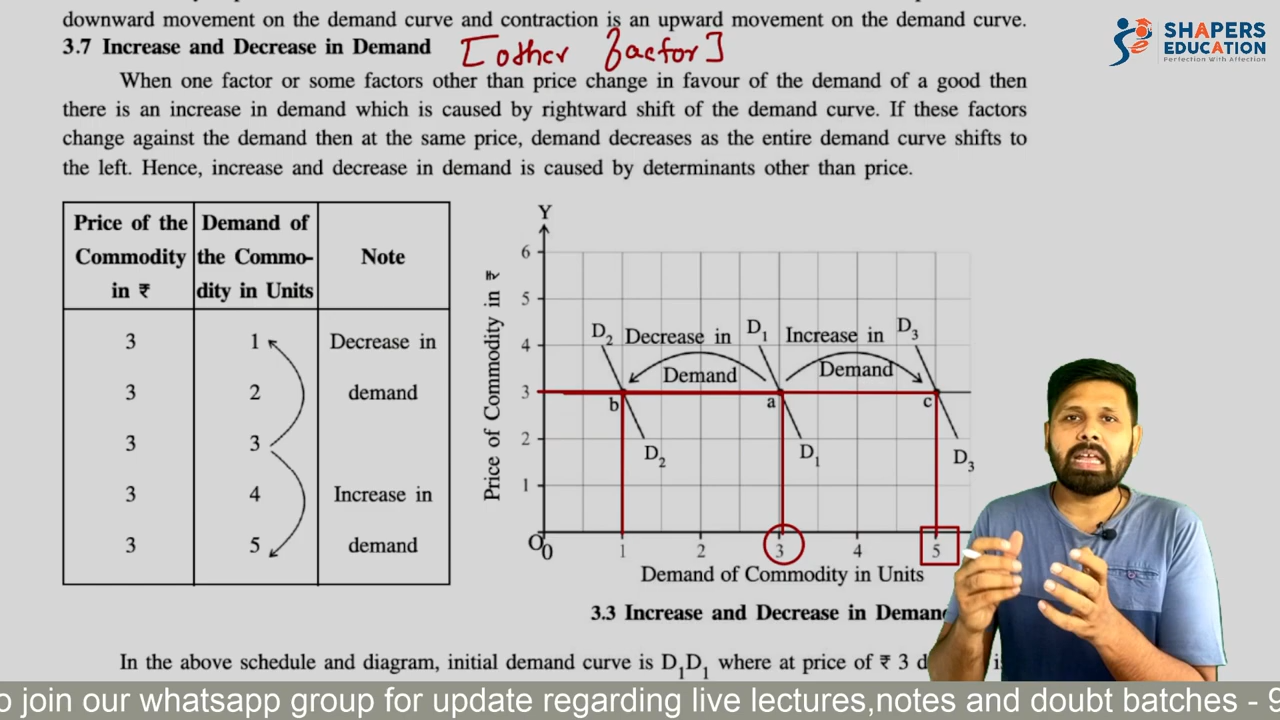 downward movement on the demand curve and contraction is an upward movement on the demand curve.
SHAPERS
EDUCATION
Perfection With Affection
3.7 Increase and Decrease in Demand [other factor]
When one factor or some factors other than price change in favour of the demand of a good then
there is an increase in demand which is caused by rightward shift of the demand curve. If these factors
change against the demand then at the same price, demand decreases as the entire demand curve shifts to
the left. Hence, increase and decrease in demand is caused by determinants other than price.
Price of the Commodity in ₹ Demand of the Commo- dity in Units Note
3 1 Decrease in
3 2 demand
3 3
3 4 Increase in
3 5 demand
Y
Price of Commodity in ₹
6
5
4
3
2
1
D₂ Decrease in D₁ Increase in D₃
Demand Demand
b a c
D₂ D₁ D₃
O 0 1 2 3 4 5
Demand of Commodity in Units
3.3 Increase and Decrease in
In the above schedule and diagram, initial demand curve is D₁D₁ where at price of ₹ 3
to join our whatsapp group for update regarding live lectures,notes and doubt batches - 9